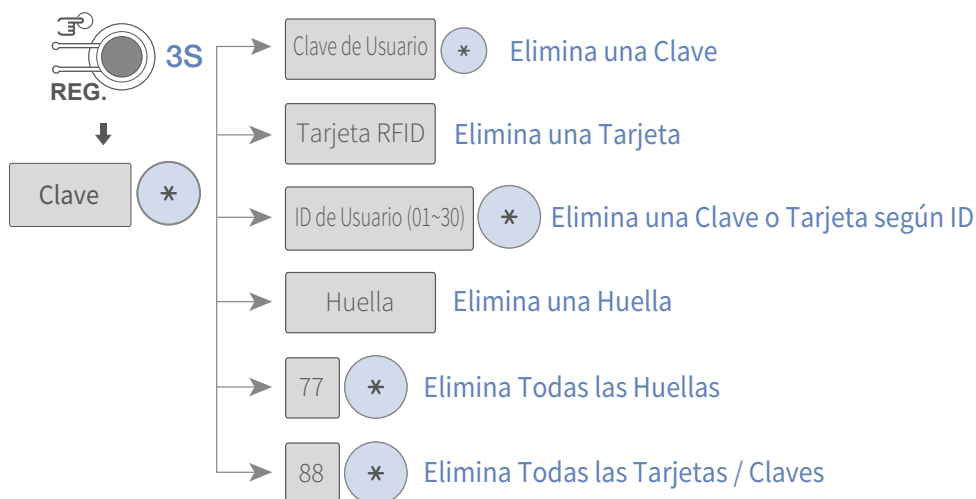 3S
REG.
Clave *
Clave de Usuario * Elimina una Clave
Tarjeta RFID Elimina una Tarjeta
ID de Usuario (01~30) * Elimina una Clave o Tarjeta según ID
Huella Elimina una Huella
77 * Elimina Todas las Huellas
88 * Elimina Todas las Tarjetas / Claves